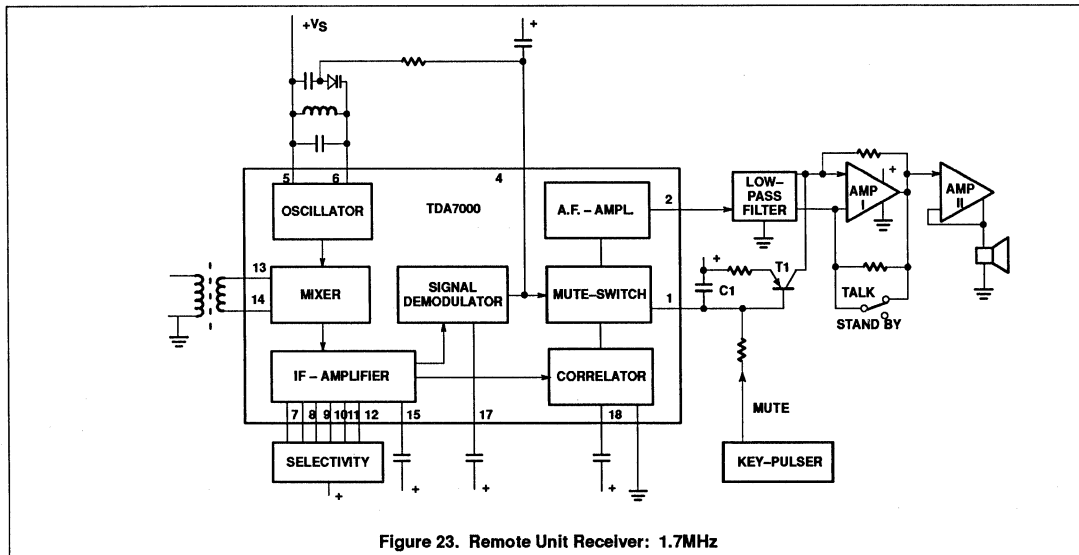 +VS
+
5 6 4
OSCILLATOR
TDA7000
A.F.–AMPL.
2
LOW–
PASS
FILTER
AMP
I
+
AMP
II
13
14
MIXER
SIGNAL
DEMODULATOR
MUTE–SWITCH
1
+
C1
T1
TALK
STAND BY
IF – AMPLIFIER
CORRELATOR
7 8 9 10 11 12 15 17 18
MUTE
SELECTIVITY
KEY–PULSER
+ + + +
Figure 23. Remote Unit Receiver: 1.7MHz